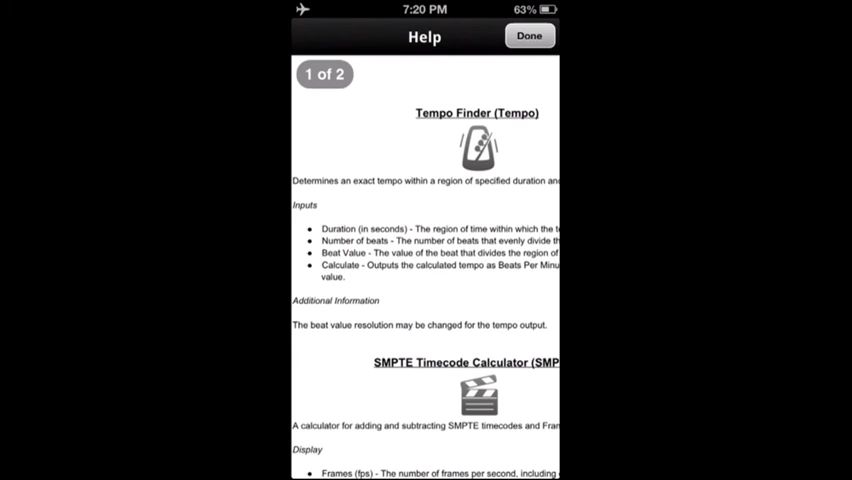 7:20 PM
63%
Help
Done
1 of 2
Tempo Finder (Tempo)
Determines an exact tempo within a region of specified duration and
Inputs
● Duration (in seconds) - The region of time within which the
● Number of beats - The number of beats that evenly divide
● Beat Value - The value of the beat that divides the region of
● Calculate - Outputs the calculated tempo as Beats Per
value.
Additional Information
The beat value resolution may be changed for the tempo output.
SMPTE Timecode Calculator (SMP
A calculator for adding and subtracting SMPTE timecodes and
Display
● Frames (fps) - The number of frames per second, including